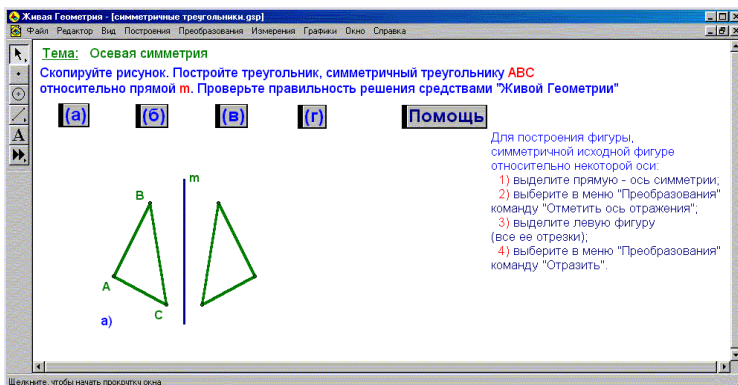 Живая Геометрия - [симметричные треугольники.gsp]
Файл Редактор Вид Построения Преобразования Измерения Графики Окно Справка
Тема: Осевая симметрия
Скопируйте рисунок. Постройте треугольник, симметричный треугольнику ABC
относительно прямой m. Проверьте правильность решения средствами "Живой Геометрии"
(а) (б) (в) (г) Помощь
Для построения фигуры,
симметричной исходной фигуре
относительно некоторой оси:
1) выделите прямую - ось симметрии;
2) выберите в меню "Преобразования"
команду "Отметить ось отражения";
3) выделите левую фигуру
(все ее отрезки);
4) выберите в меню "Преобразования"
команду "Отразить".
A
m
B
A
C
а)
Щелкните, чтобы начать прокрутку окна